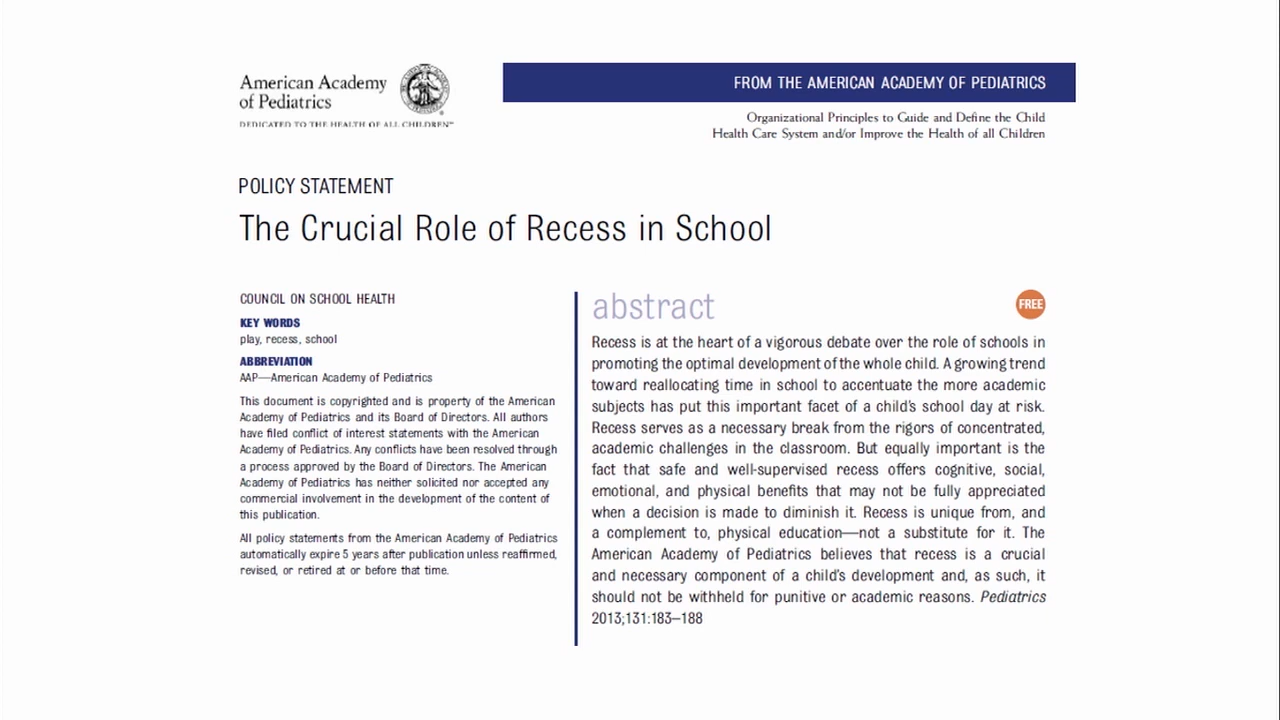 American Academy
of Pediatrics
DEDICATED TO THE HEALTH OF ALL CHILDREN™
FROM THE AMERICAN ACADEMY OF PEDIATRICS
Organizational Principles to Guide and Define the Child
Health Care System and/or Improve the Health of all Children
POLICY STATEMENT
The Crucial Role of Recess in School
COUNCIL ON SCHOOL HEALTH
KEY WORDS
play, recess, school
ABBREVIATION
AAP—American Academy of Pediatrics
This document is copyrighted and is property of the American
Academy of Pediatrics and its Board of Directors. All authors
have filed conflict of interest statements with the American
Academy of Pediatrics. Any conflicts have been resolved through
a process approved by the Board of Directors. The American
Academy of Pediatrics has neither solicited nor accepted any
commercial involvement in the development of the content of
this publication.
All policy statements from the American Academy of Pediatrics
automatically expire 5 years after publication unless reaffirmed,
revised, or retired at or before that time.
abstract
FREE
Recess is at the heart of a vigorous debate over the role of schools in
promoting the optimal development of the whole child. A growing trend
toward reallocating time in school to accentuate the more academic
subjects has put this important facet of a child's school day at risk.
Recess serves as a necessary break from the rigors of concentrated,
academic challenges in the classroom. But equally important is the
fact that safe and well-supervised recess offers cognitive, social,
emotional, and physical benefits that may not be fully appreciated
when a decision is made to diminish it. Recess is unique from, and
a complement to, physical education—not a substitute for it. The
American Academy of Pediatrics believes that recess is a crucial
and necessary component of a child's development and, as such, it
should not be withheld for punitive or academic reasons. Pediatrics
2013;131:183–188